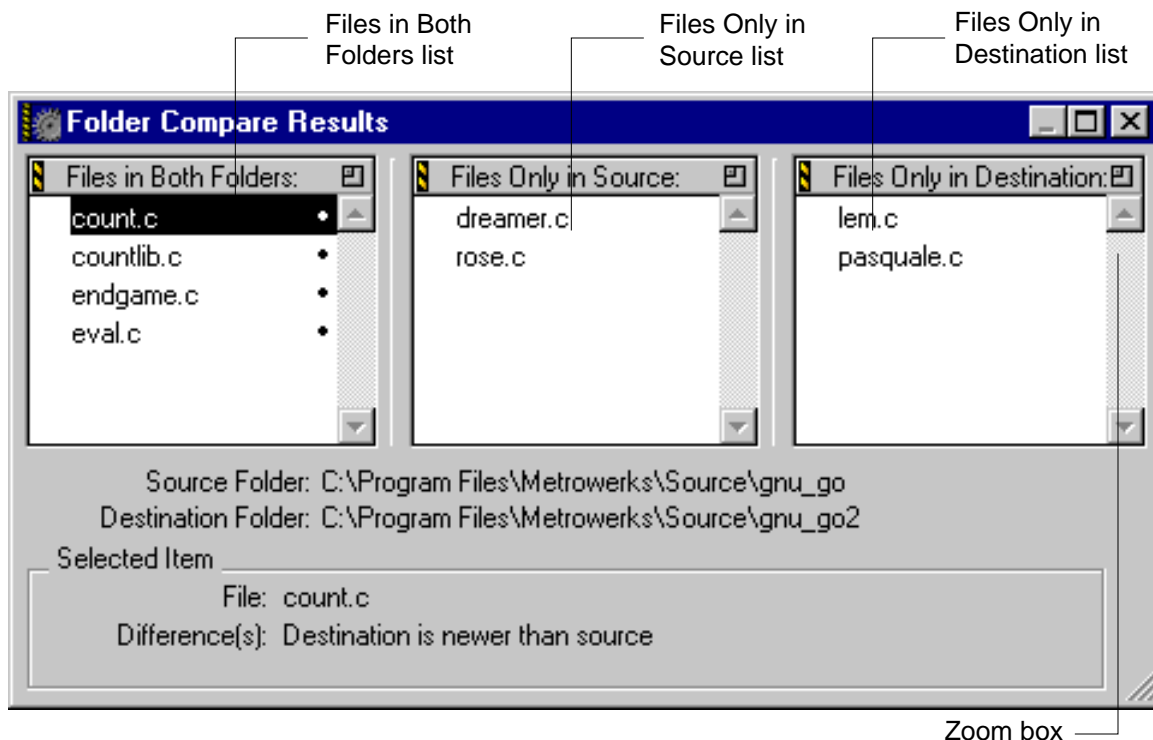 Files in Both
Folders list
Files Only in
Source list
Files Only in
Destination list
Folder Compare Results
Files in Both Folders:
count.c
countlib.c
endgame.c
eval.c
Files Only in Source:
dreamer.c
rose.c
Files Only in Destination:
lem.c
pasquale.c
Source Folder: C:\Program Files\Metrowerks\Source\gnu_go
Destination Folder: C:\Program Files\Metrowerks\Source\gnu_go2
Selected Item
File: count.c
Difference(s): Destination is newer than source
Zoom box